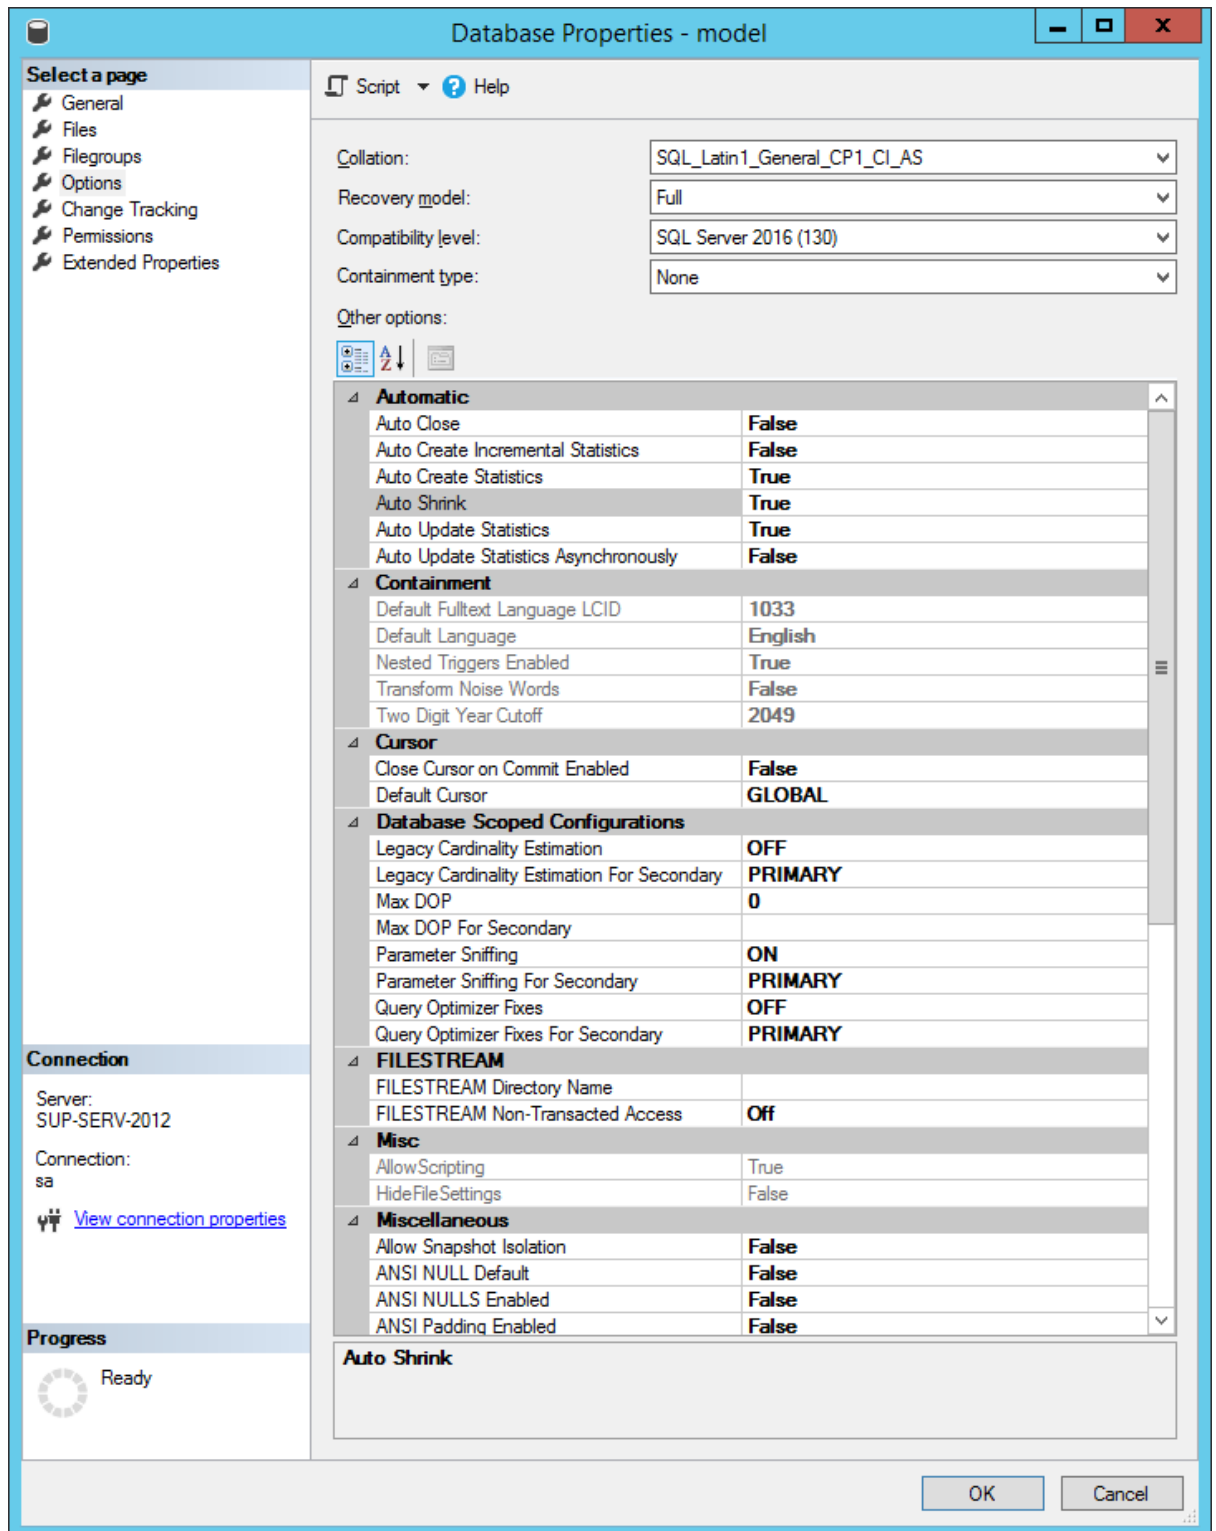 Database Properties - model
Select a page
General
Files
Filegroups
Options
Change Tracking
Permissions
Extended Properties
Script
Help
Collation: SQL_Latin1_General_CP1_CI_AS
Recovery model: Full
Compatibility level: SQL Server 2016 (130)
Containment type: None
Other options:
Automatic
Auto Close False
Auto Create Incremental Statistics False
Auto Create Statistics True
Auto Shrink True
Auto Update Statistics True
Auto Update Statistics Asynchronously False
Containment
Default Fulltext Language LCID 1033
Default Language English
Nested Triggers Enabled True
Transform Noise Words False
Two Digit Year Cutoff 2049
Cursor
Close Cursor on Commit Enabled False
Default Cursor GLOBAL
Database Scoped Configurations
Legacy Cardinality Estimation OFF
Legacy Cardinality Estimation For Secondary PRIMARY
Max DOP 0
Max DOP For Secondary
Parameter Sniffing ON
Parameter Sniffing For Secondary PRIMARY
Query Optimizer Fixes OFF
Query Optimizer Fixes For Secondary PRIMARY
FILESTREAM
FILESTREAM Directory Name
FILESTREAM Non-Transacted Access Off
Misc
AllowScripting True
HideFileSettings False
Miscellaneous
Allow Snapshot Isolation False
ANSI NULL Default False
ANSI NULLS Enabled False
ANSI Padding Enabled False
Auto Shrink
Connection
Server:
SUP-SERV-2012
Connection:
sa
View connection properties
Progress
Ready
OK
Cancel